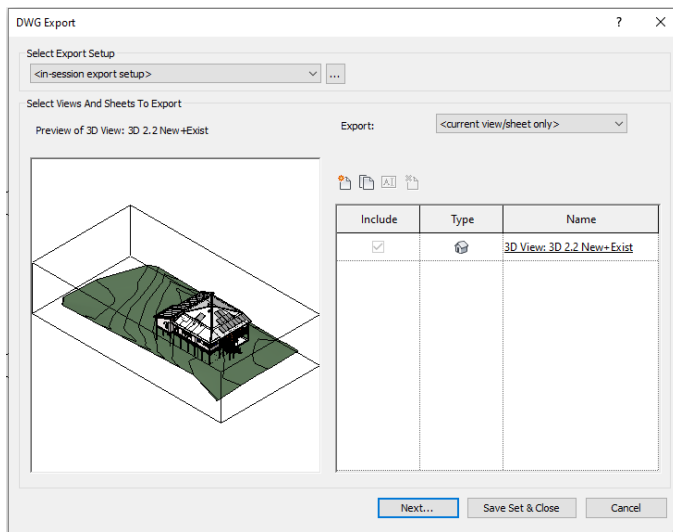 DWG Export
?
Select Export Setup
<in-session export setup>
...
Select Views And Sheets To Export
Preview of 3D View: 3D 2.2 New+Exist
Export:
<current view/sheet only>
Include
Type
Name
3D View: 3D 2.2 New+Exist
Next...
Save Set & Close
Cancel